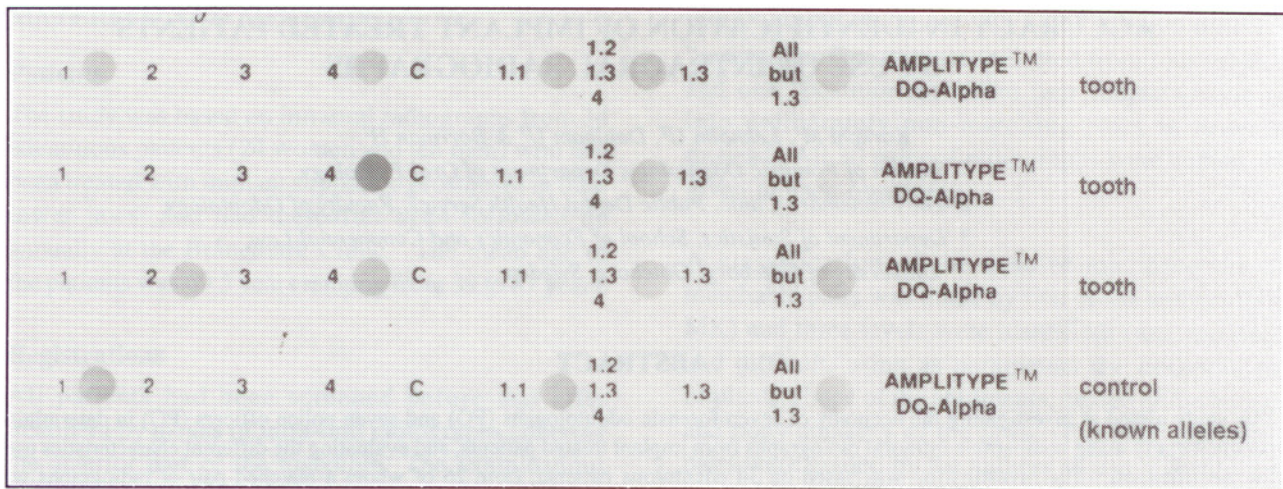 1 2 3 4 C 1.1 1.2 1.3 4 1.3 All but 1.3 AMPLITYPE™ DQ-Alpha tooth
1 2 3 4 C 1.1 1.2 1.3 4 1.3 All but 1.3 AMPLITYPE™ DQ-Alpha tooth
1 2 3 4 C 1.1 1.2 1.3 4 1.3 All but 1.3 AMPLITYPE™ DQ-Alpha tooth
1 2 3 4 C 1.1 1.2 1.3 4 1.3 All but 1.3 AMPLITYPE™ DQ-Alpha control
(known alleles)